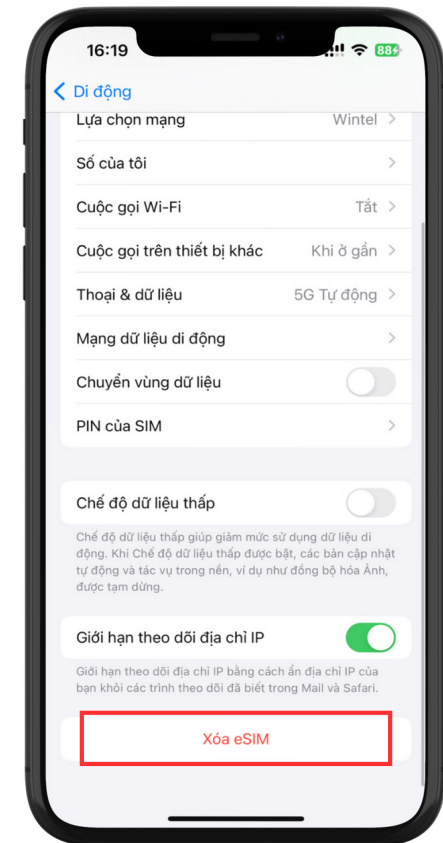 16:19
88
Di động
Lựa chọn mạng Wintel
Số của tôi
Cuộc gọi Wi-Fi Tắt
Cuộc gọi trên thiết bị khác Khi ở gần
Thoại & dữ liệu 5G Tự động
Mạng dữ liệu di động
Chuyển vùng dữ liệu
PIN của SIM
Chế độ dữ liệu thấp
Chế độ dữ liệu thấp giúp giảm mức sử dụng dữ liệu di
động. Khi Chế độ dữ liệu thấp được bật, các bản cập nhật
tự động và tác vụ trong nền, ví dụ như đồng bộ hóa Ảnh,
được tạm dừng.
Giới hạn theo dõi địa chỉ IP
Giới hạn theo dõi địa chỉ IP bằng cách ẩn địa chỉ IP của
bạn khỏi các trình theo dõi đã biết trong Mail và Safari.
Xóa eSIM